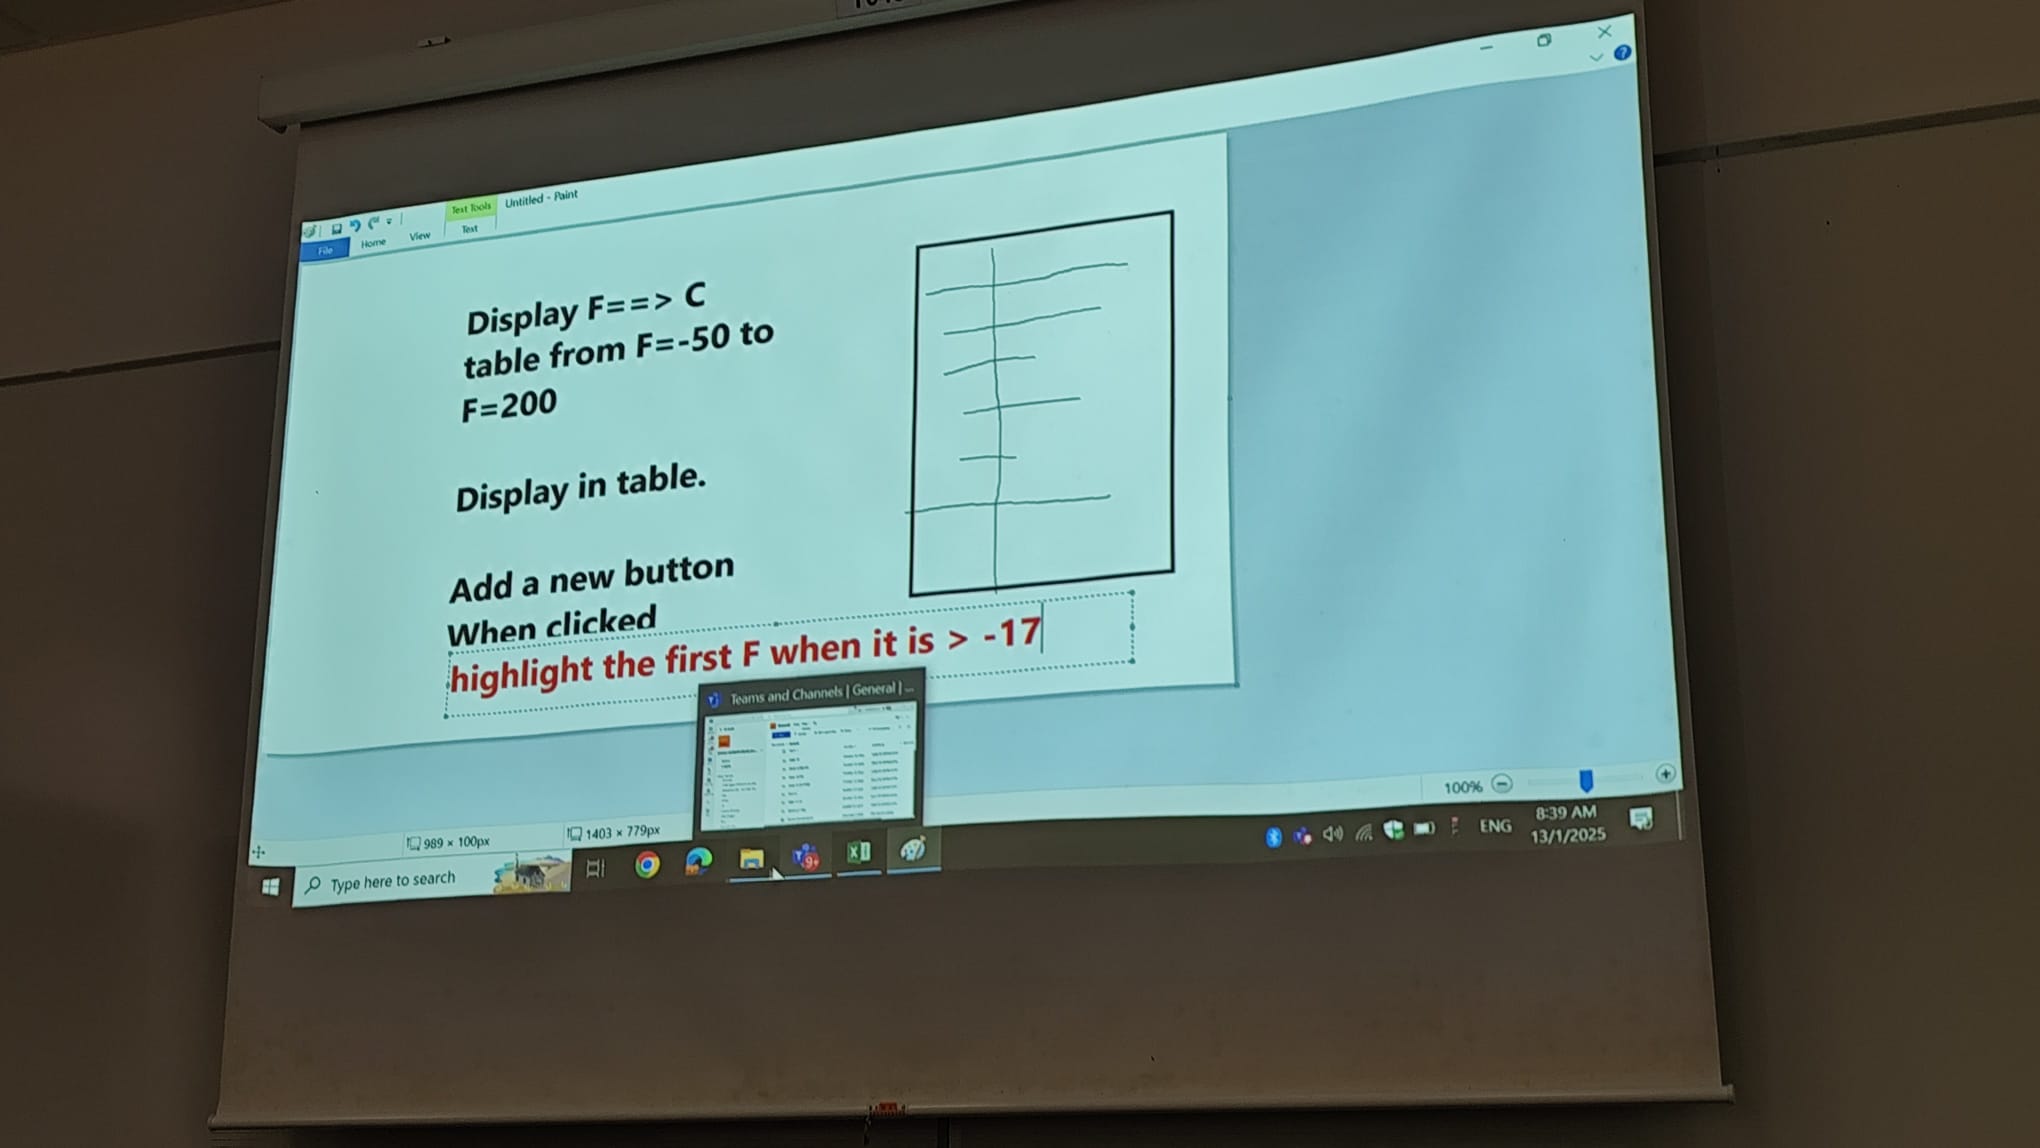 Text Tools
Untitled - Paint
File
Home
View
Text
Display F==> C
table from F=-50 to
F=200
Display in table.
Add a new button
When clicked
highlight the first F when it is > -17
Teams and Channels | General | ...
100%
989 × 100px
1403 × 779px
Type here to search
9+
ENG
8:39 AM
13/1/2025